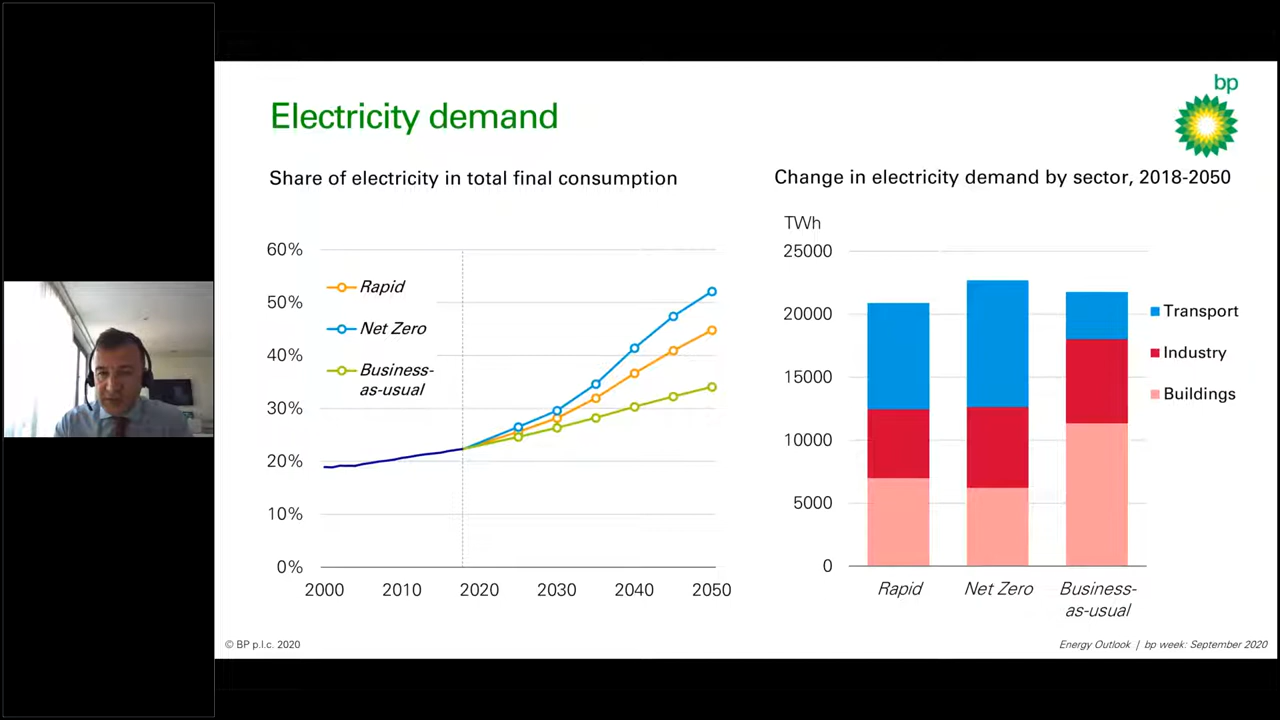 bp
Electricity demand
Share of electricity in total final consumption
60%
50%
40%
30%
20%
10%
0%
Rapid
Net Zero
Business-
as-usual
2000 2010 2020 2030 2040 2050
Change in electricity demand by sector, 2018-2050
TWh
25000
20000
15000
10000
5000
0
Transport
Industry
Buildings
Rapid Net Zero Business-
as-usual
© BP p.l.c. 2020
Energy Outlook | bp week: September 2020